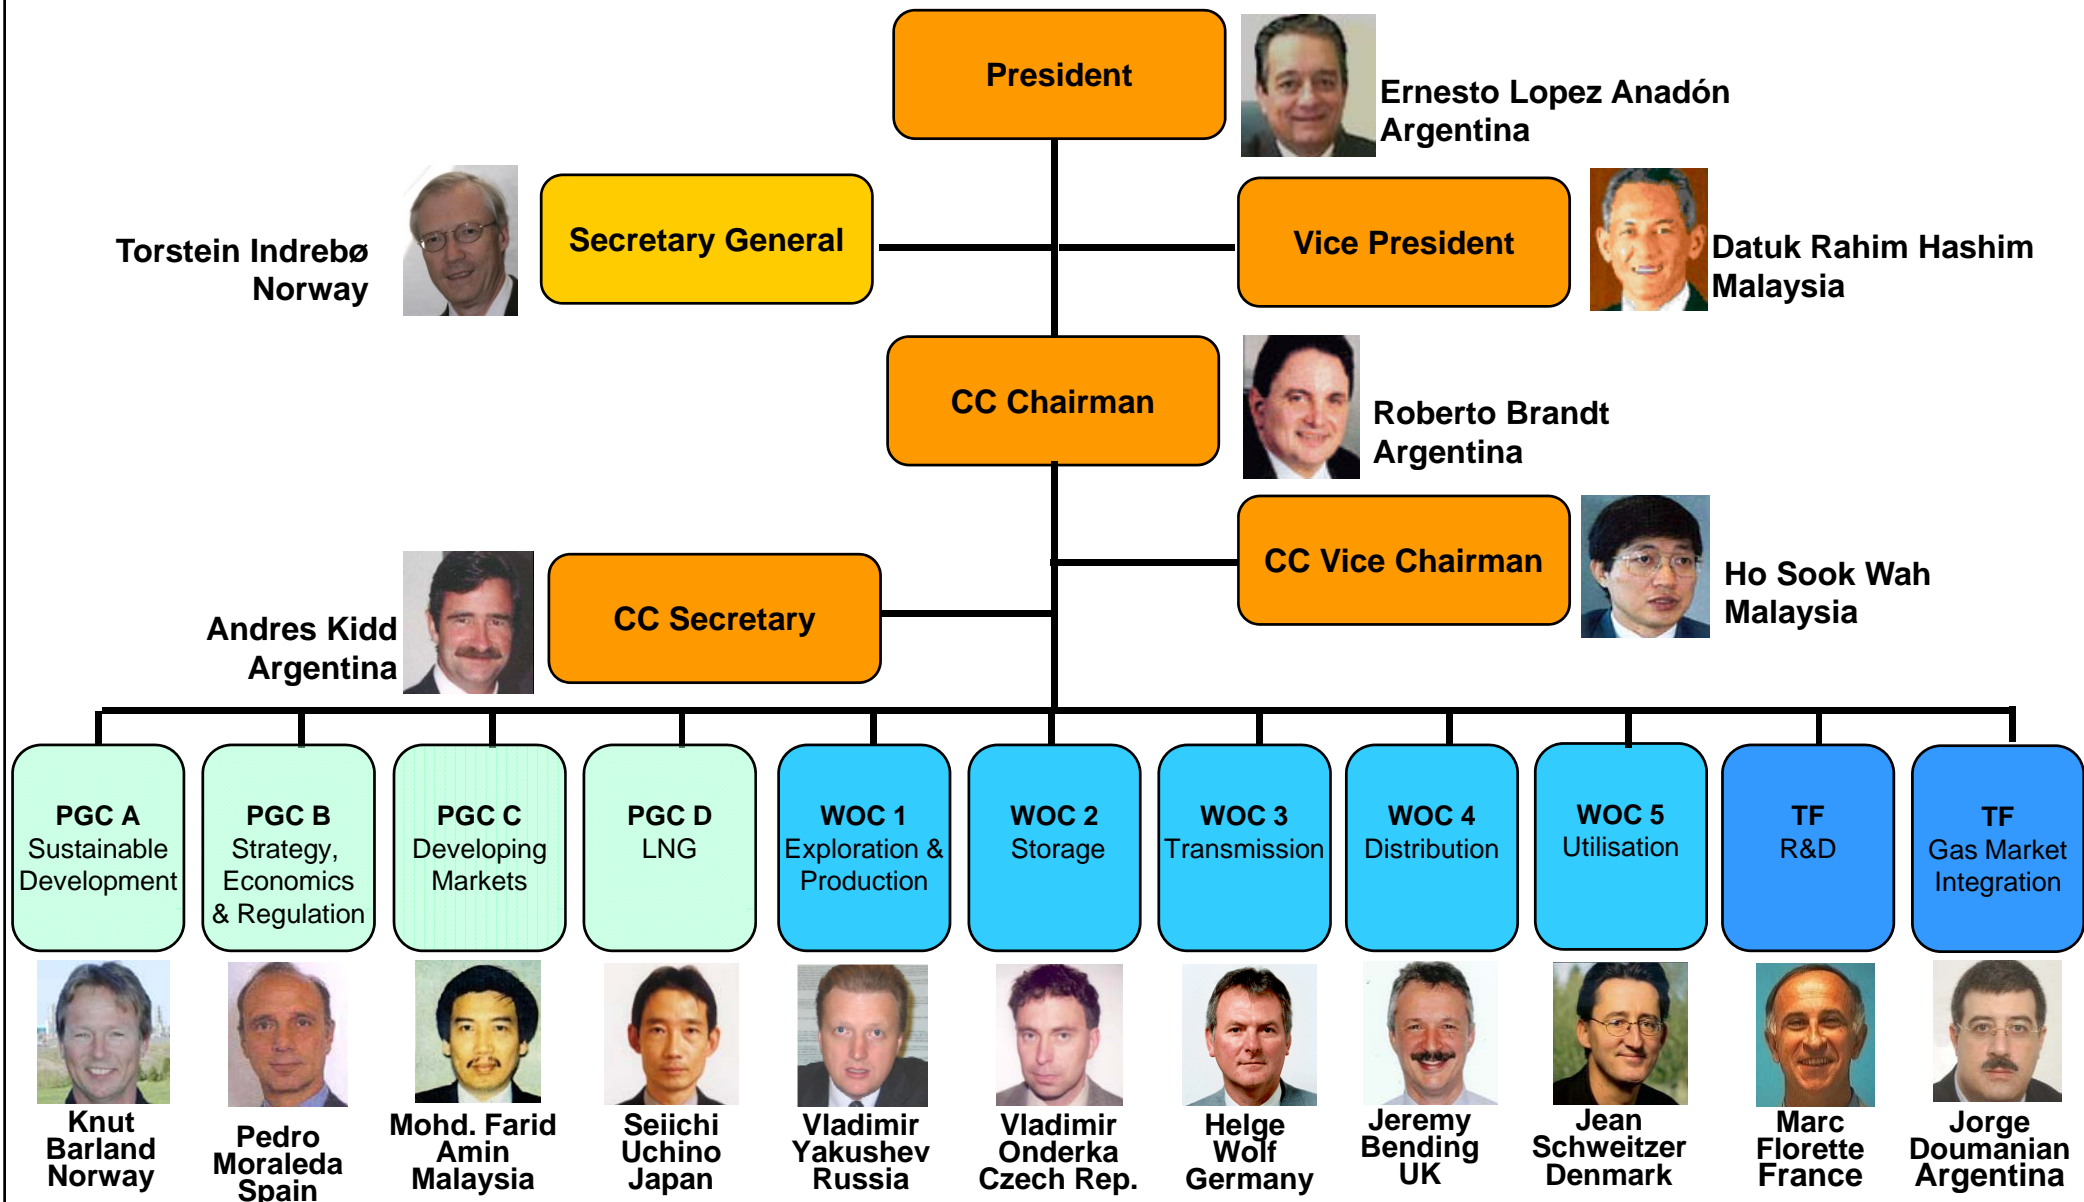 President
Ernesto Lopez Anadón
Argentina
Torstein Indrebø
Norway
Secretary General
Vice President
Datuk Rahim Hashim
Malaysia
CC Chairman
Roberto Brandt
Argentina
CC Vice Chairman
Ho Sook Wah
Malaysia
Andres Kidd
Argentina
CC Secretary
PGC A
Sustainable
Development
PGC B
Strategy,
Economics
& Regulation
PGC C
Developing
Markets
PGC D
LNG
WOC 1
Exploration &
Production
WOC 2
Storage
WOC 3
Transmission
WOC 4
Distribution
WOC 5
Utilisation
TF
R&D
TF
Gas Market
Integration
Knut
Barland
Norway
Pedro
Moraleda
Spain
Mohd. Farid
Amin
Malaysia
Seiichi
Uchino
Japan
Vladimir
Yakushev
Russia
Vladimir
Onderka
Czech Rep.
Helge
Wolf
Germany
Jeremy
Bending
UK
Jean
Schweitzer
Denmark
Marc
Florette
France
Jorge
Doumanian
Argentina